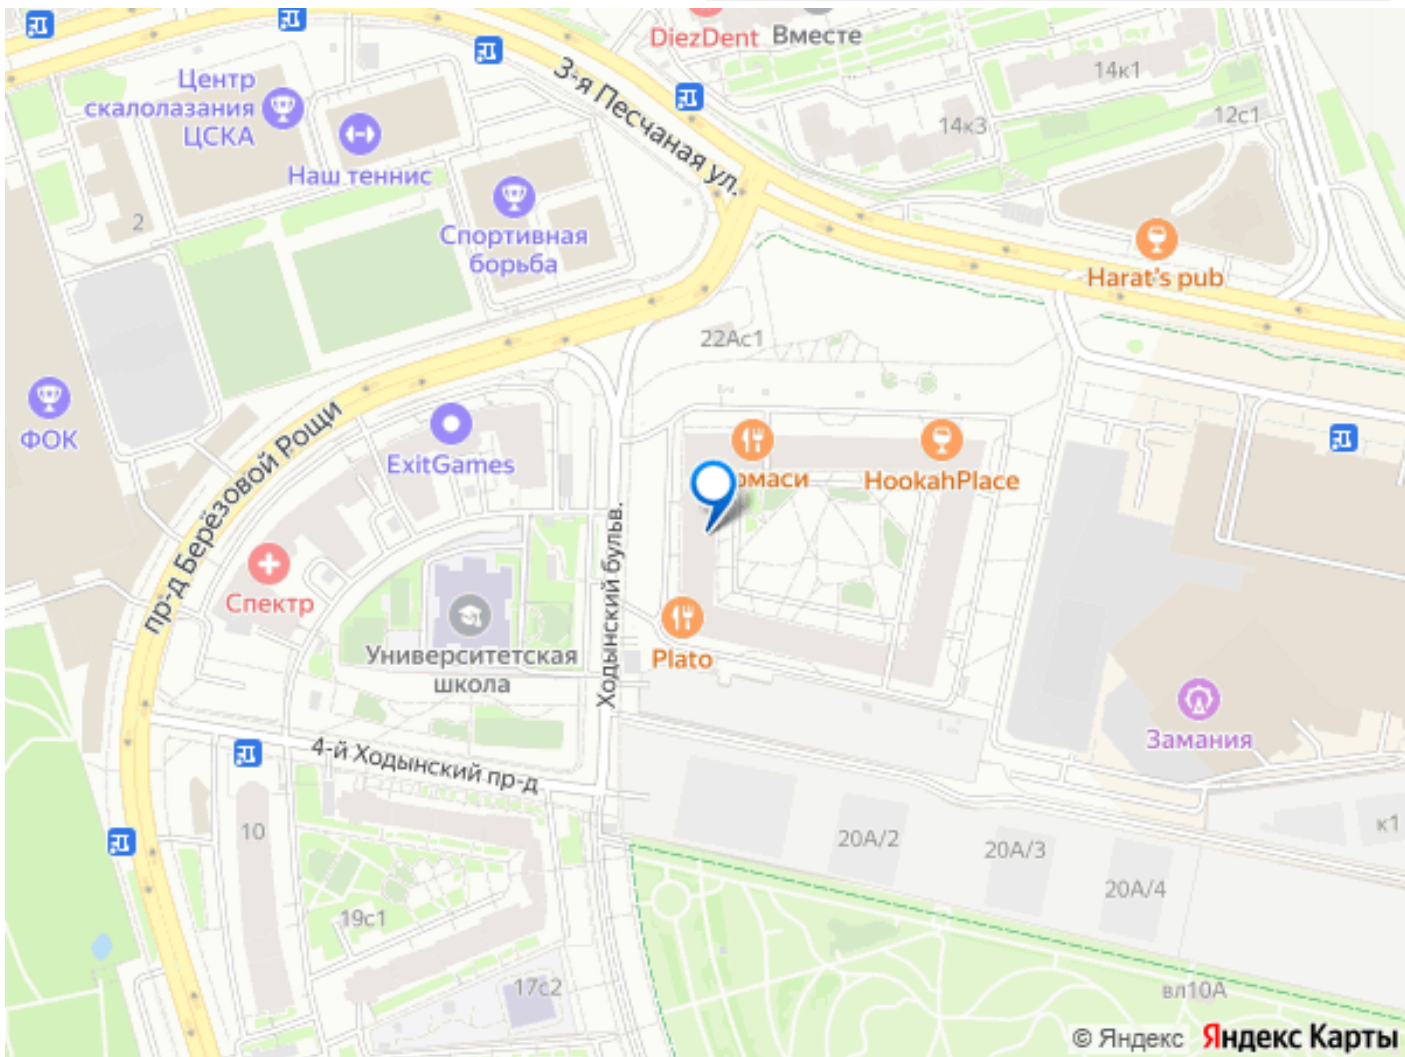 DiezDent
Вместе
Центр
скалолазания
ЦСКА
3-я Песчаная ул.
14к1
12с1
14к3
Наш теннис
2
Спортивная
борьба
Harat's pub
22Ас1
ФОК
пр-д Берёзовой Рощи
ExitGames
HookahPlace
Ходынский бульв.
Спектр
Университетская
школа
Plato
Замания
4-й Ходынский пр-д
10
20А/2
20А/3
20А/4
к1
19с1
17с2
вл10А
© Яндекс Яндекс Карты